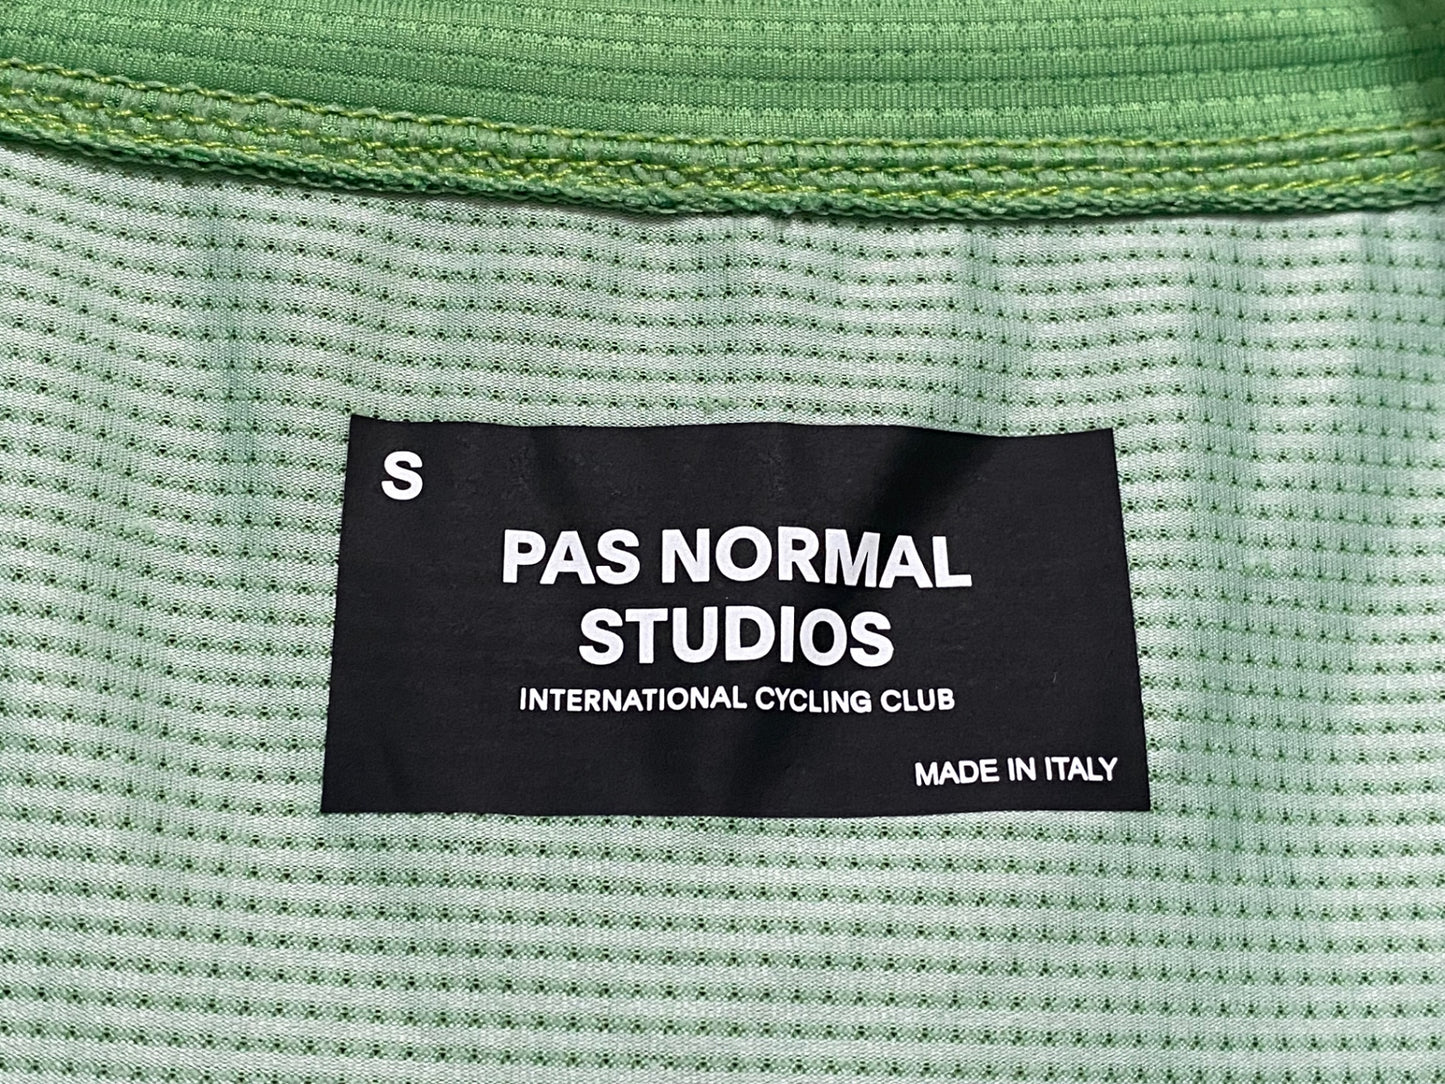 S
PAS NORMAL
STUDIOS
INTERNATIONAL CYCLING CLUB
MADE IN ITALY